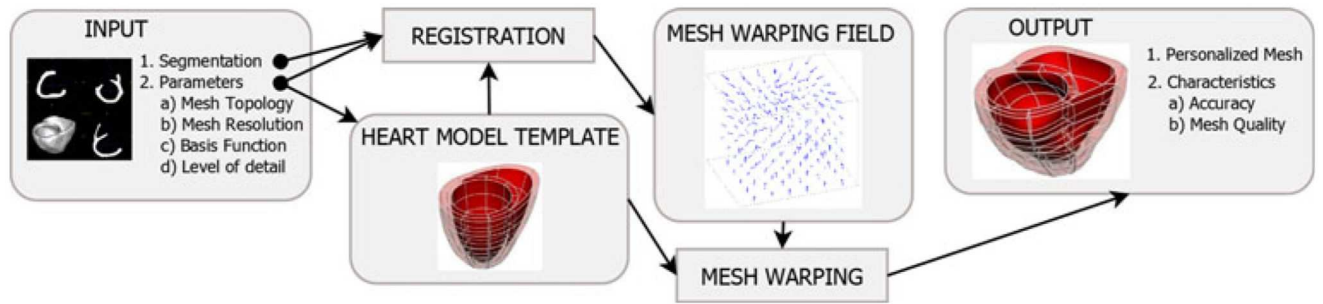 INPUT
1. Segmentation
2. Parameters
a) Mesh Topology
b) Mesh Resolution
c) Basis Function
d) Level of detail
REGISTRATION
HEART MODEL TEMPLATE
MESH WARPING FIELD
MESH WARPING
OUTPUT
1. Personalized Mesh
2. Characteristics
a) Accuracy
b) Mesh Quality